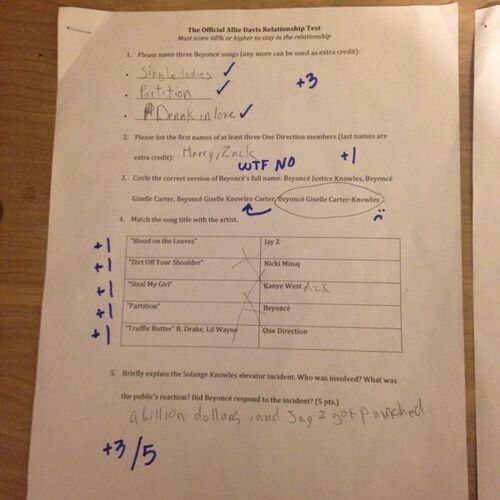 The Official Allie Davis Relationship Test
Must score 60% or higher to stay in the relationship
1. Please name three Beyoncé songs (any more can be used as extra credit):
• Single ladies ✓
+3
• Partition ✓
• Drunk in love ✓
2. Please list the first names of at least three One Direction members (last names are
extra credit): Harry, Zack +1
WTF NO
3. Circle the correct version of Beyoncé's full name: Beyoncé Justice Knowles, Beyoncé
Giselle Carter, Beyoncé Giselle Knowles-Carter, Beyoncé Giselle Carter-Knowles
4. Match the song title with the artist.
+1 "Blood on the Leaves" Jay Z
+1 "Dirt Off Your Shoulder" Nicki Minaj
+1 "Steal My Girl" Kanye West dick
+1 "Partition" Beyoncé
+1 "Truffle Butter" ft. Drake, Lil Wayne One Direction
5. Briefly explain the Solange Knowles elevator incident. Who was involved? What was
the public's reaction? Did Beyoncé respond to the incident? (5 pts.)
a billion dollars, and Jay Z got punched
+3/5